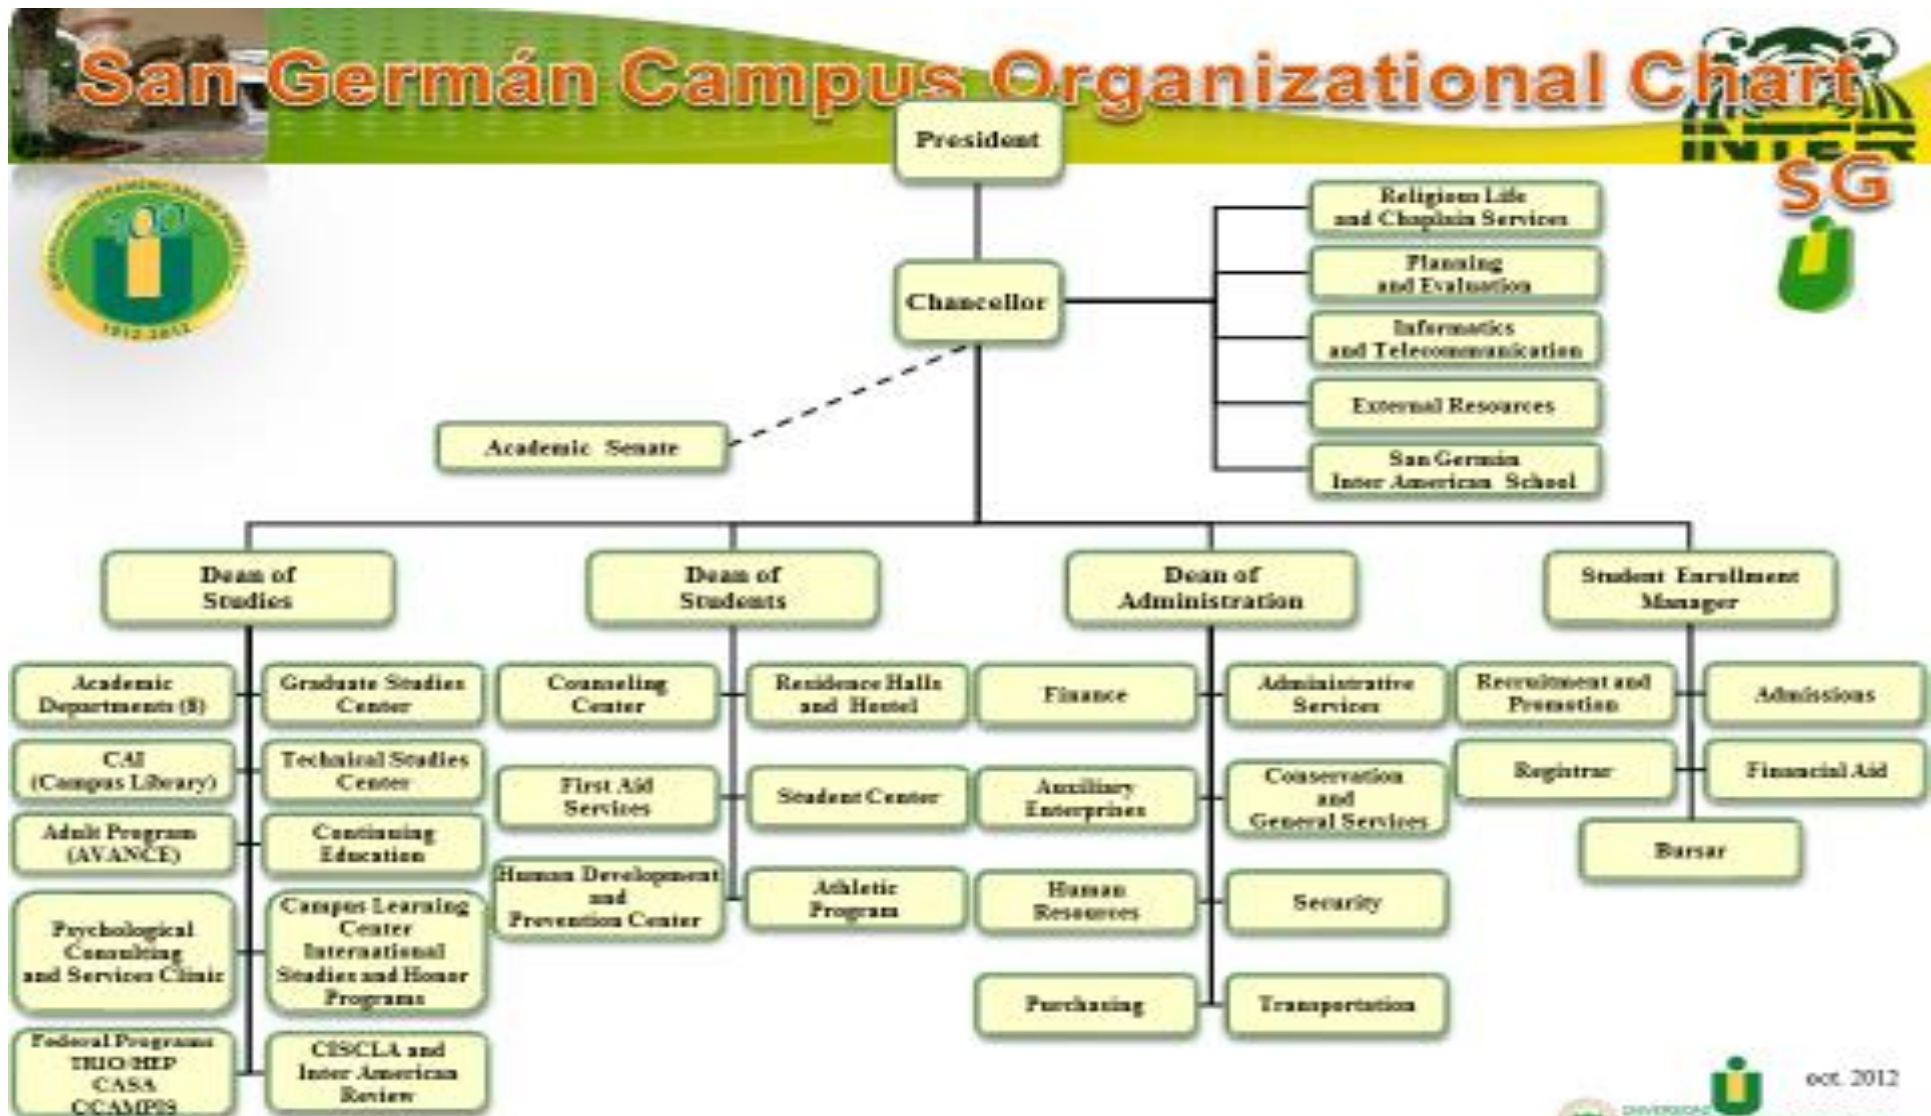 San Germán Campus Organizational Chart
INTER
SG
President
1912-2012
Chancellor
Religious Life
and Chaplain Services
Planning
and Evaluation
Informatics
and Telecommunication
External Resources
San Germán
Inter American School
Academic Senate
Dean of
Studies
Dean of
Students
Dean of
Administration
Student Enrollment
Manager
Academic
Departments (8)
Graduate Studies
Center
CAI
(Campus Library)
Technical Studies
Center
Adult Program
(AVANCE)
Continuing
Education
Psychological
Consulting
and Services Clinic
Campus Learning
Center
International
Studies and Honor
Programs
Federal Programs
TRIO/HEP
CASA
CCAMPIS
CISCLA and
Inter American
Review
Counseling
Center
Residence Halls
and Hostel
First Aid
Services
Student Center
Human Development
and
Prevention Center
Athletic
Program
Finance
Administrative
Services
Auxiliary
Enterprises
Conservation
and
General Services
Human
Resources
Security
Purchasing
Transportation
Recruitment and
Promotion
Admissions
Registrar
Financial Aid
Bursar
oct. 2012